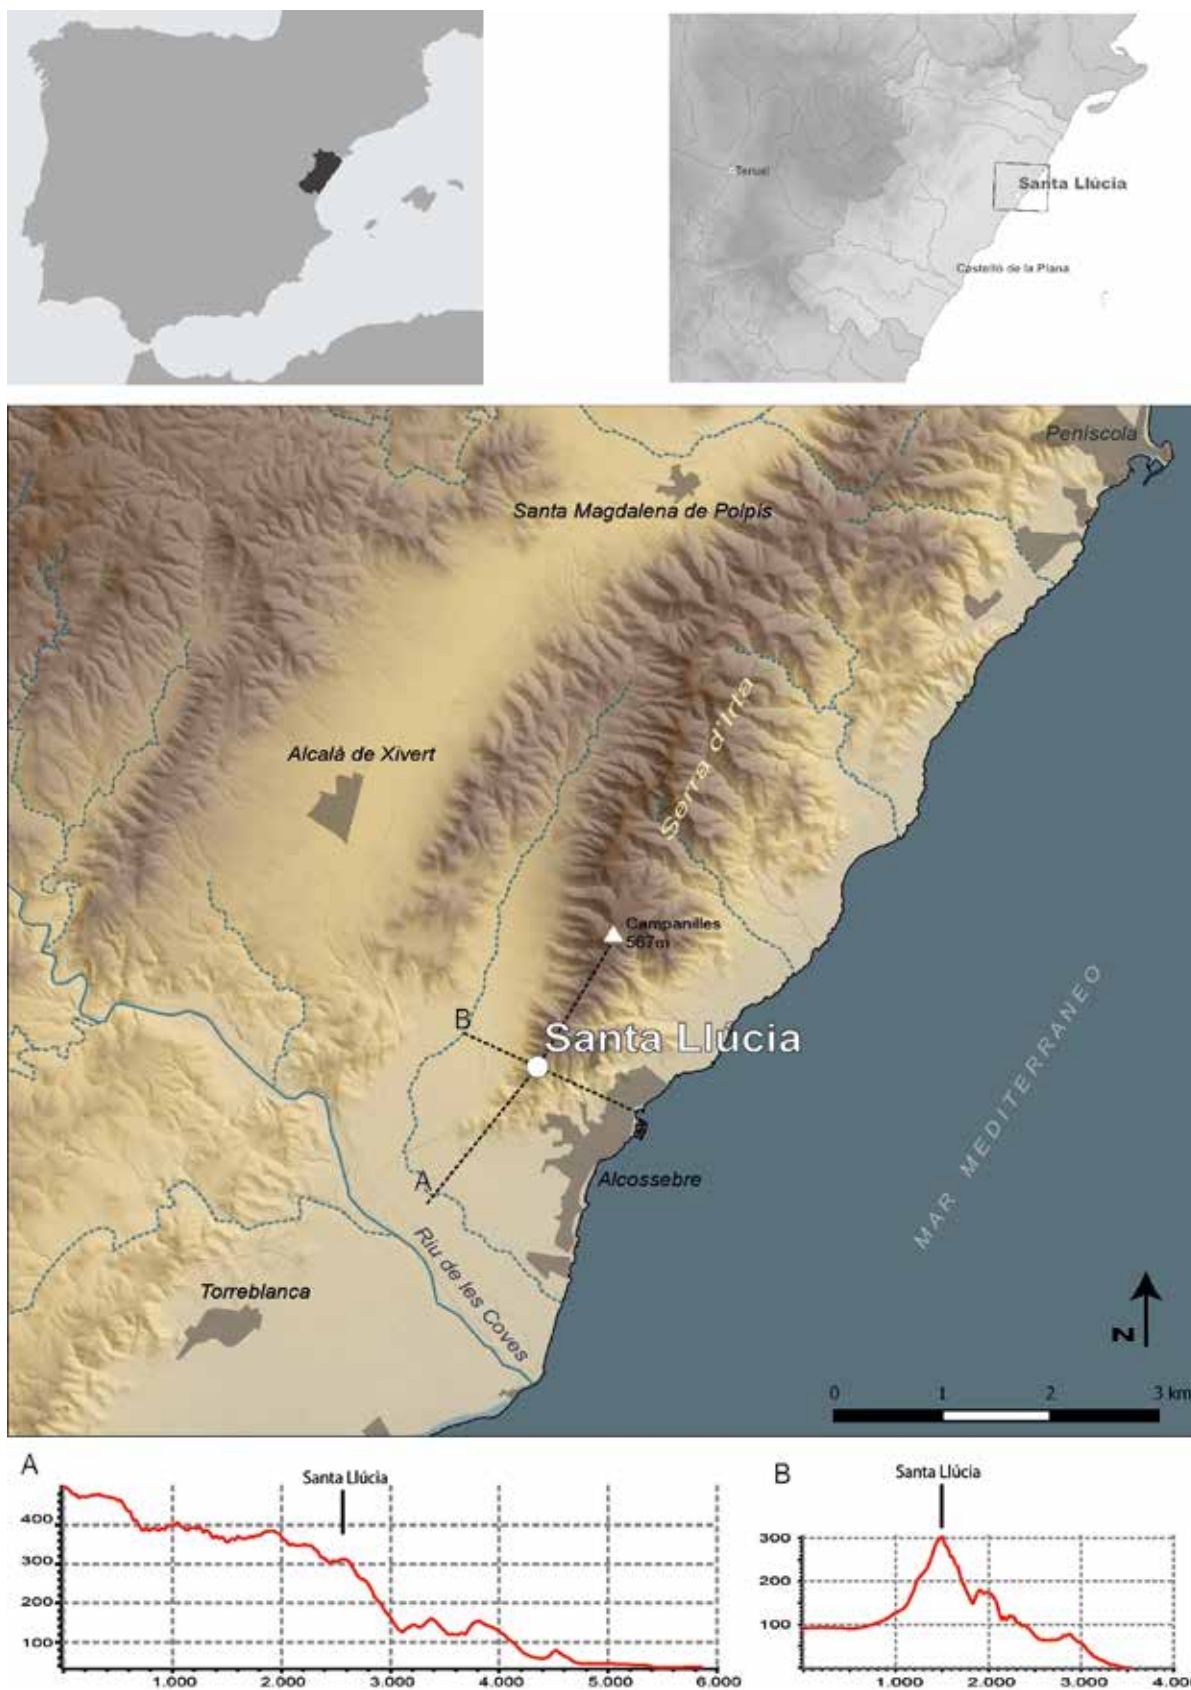 Teruel
Santa Llúcia
Castelló de la Plana
Peníscola
Santa Magdalena de Polpís
Alcalà de Xivert
Serra d'Irta
Campanilles
567m
B
Santa Llúcia
A
Alcossebre
MAR MEDITERRÁNEO
Riu de les Coves
Torreblanca
N
0 1 2 3 km
A
Santa Llúcia
400
300
200
100
1.000 2.000 3.000 4.000 5.000 6.000
B
Santa Llúcia
300
200
100
1.000 2.000 3.000 4.00